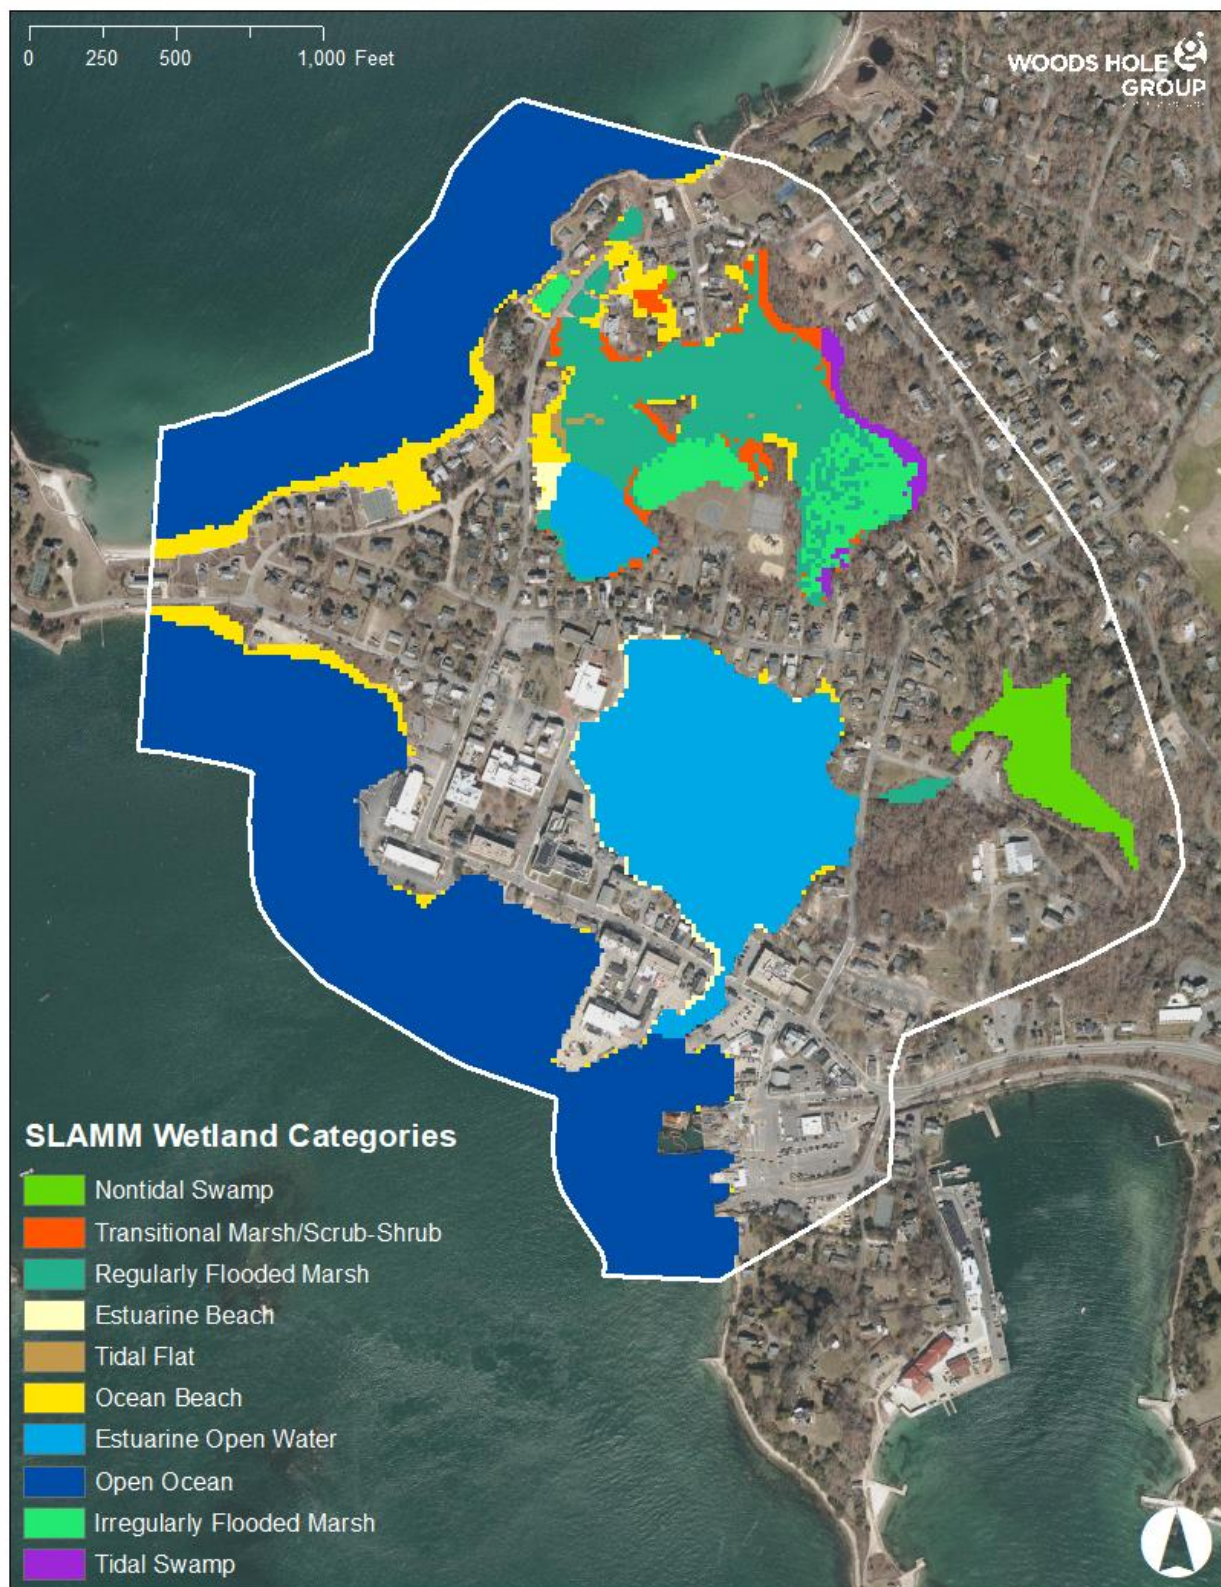 0 250 500 1,000 Feet
WOODS HOLE
GROUP
SLAMM Wetland Categories
Nontidal Swamp
Transitional Marsh/Scrub-Shrub
Regularly Flooded Marsh
Estuarine Beach
Tidal Flat
Ocean Beach
Estuarine Open Water
Open Ocean
Irregularly Flooded Marsh
Tidal Swamp